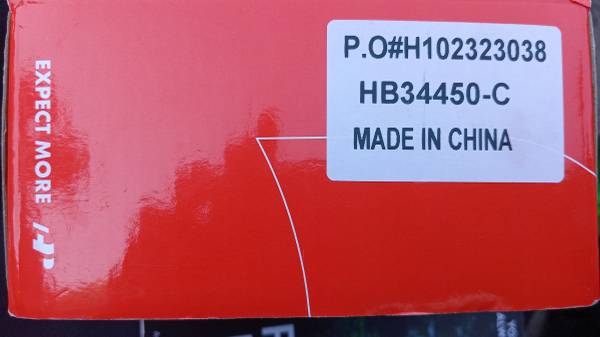 P.O#H102323038
HB34450-C
MADE IN CHINA
EXPECT MORE